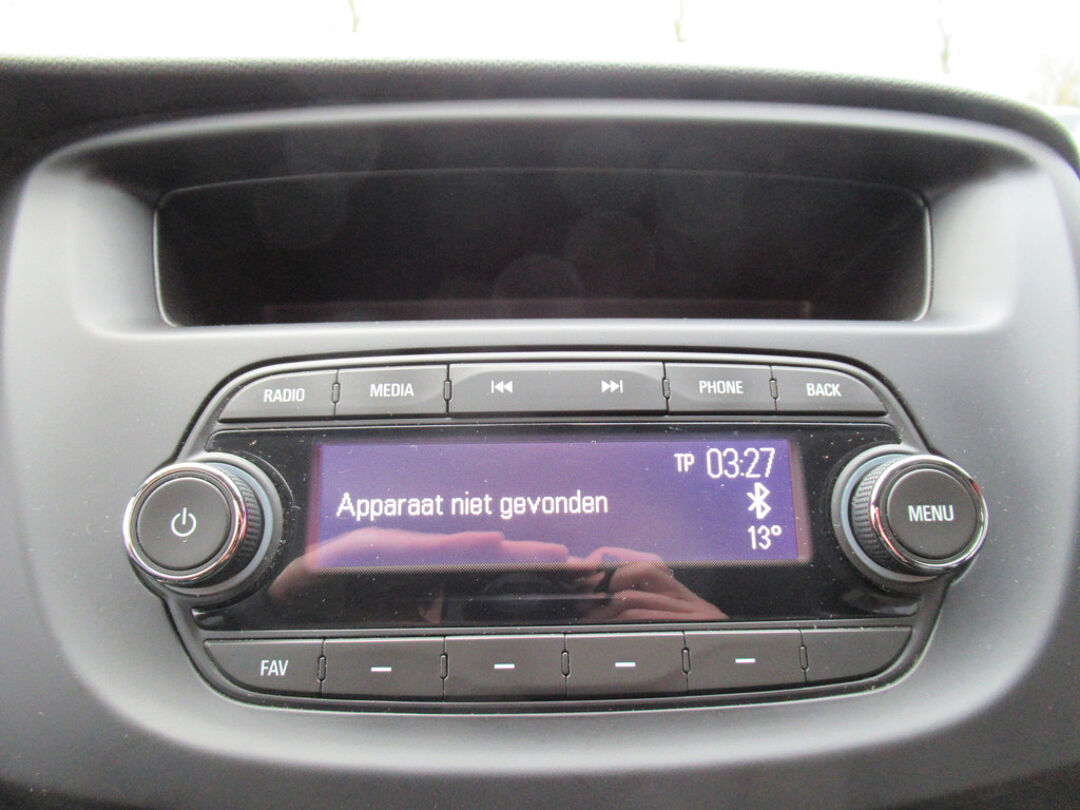 RADIO
MEDIA
PHONE
BACK
TP 03:27
Apparaat niet gevonden
13°
MENU
FAV